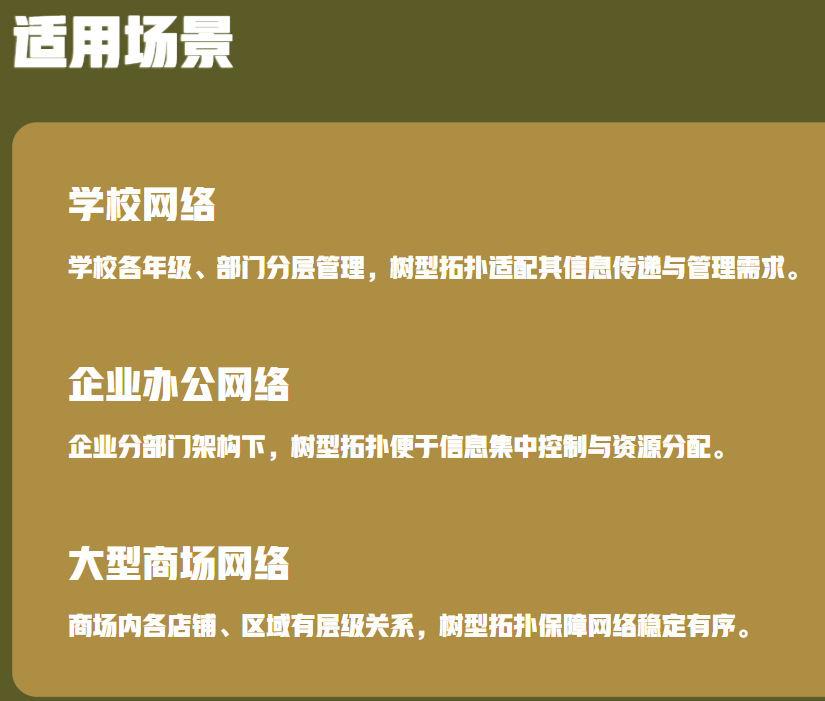 适用场景
学校网络
学校各年级、部门分层管理，树型拓扑适配其信息传递与管理需求。
企业办公网络
企业分部门架构下，树型拓扑便于信息集中控制与资源分配。
大型商场网络
商场内各店铺、区域有层级关系，树型拓扑保障网络稳定有序。